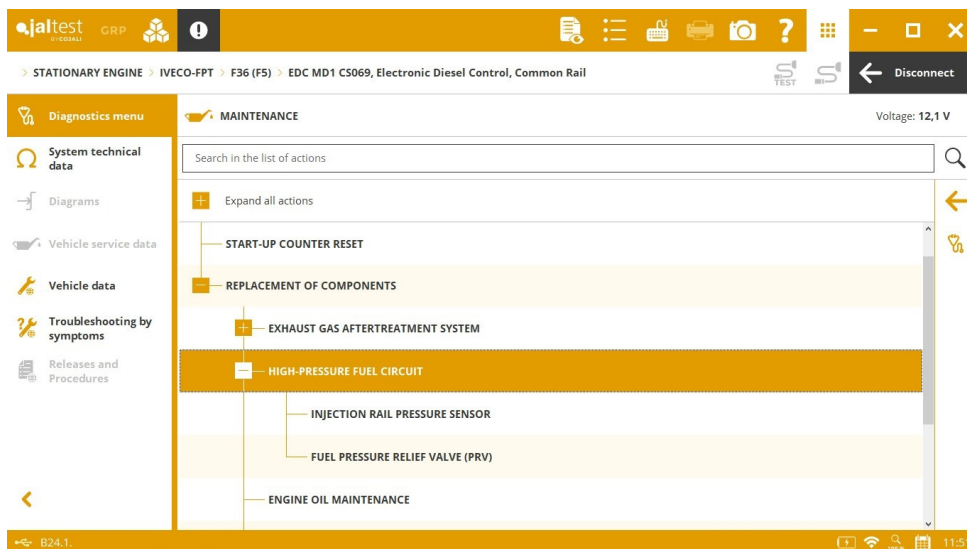 jaltest GRP
BY COJALI
> STATIONARY ENGINE > IVECO-FPT > F36 (F5) > EDC MD1 CS069, Electronic Diesel Control, Common Rail
TEST
Disconnect
Diagnostics menu
MAINTENANCE
Voltage: 12,1 V
System technical
data
Search in the list of actions
Diagrams
Expand all actions
Vehicle service data
START-UP COUNTER RESET
Vehicle data
REPLACEMENT OF COMPONENTS
Troubleshooting by
symptoms
EXHAUST GAS AFTERTREATMENT SYSTEM
Releases and
Procedures
HIGH-PRESSURE FUEL CIRCUIT
INJECTION RAIL PRESSURE SENSOR
FUEL PRESSURE RELIEF VALVE (PRV)
ENGINE OIL MAINTENANCE
B24.1.